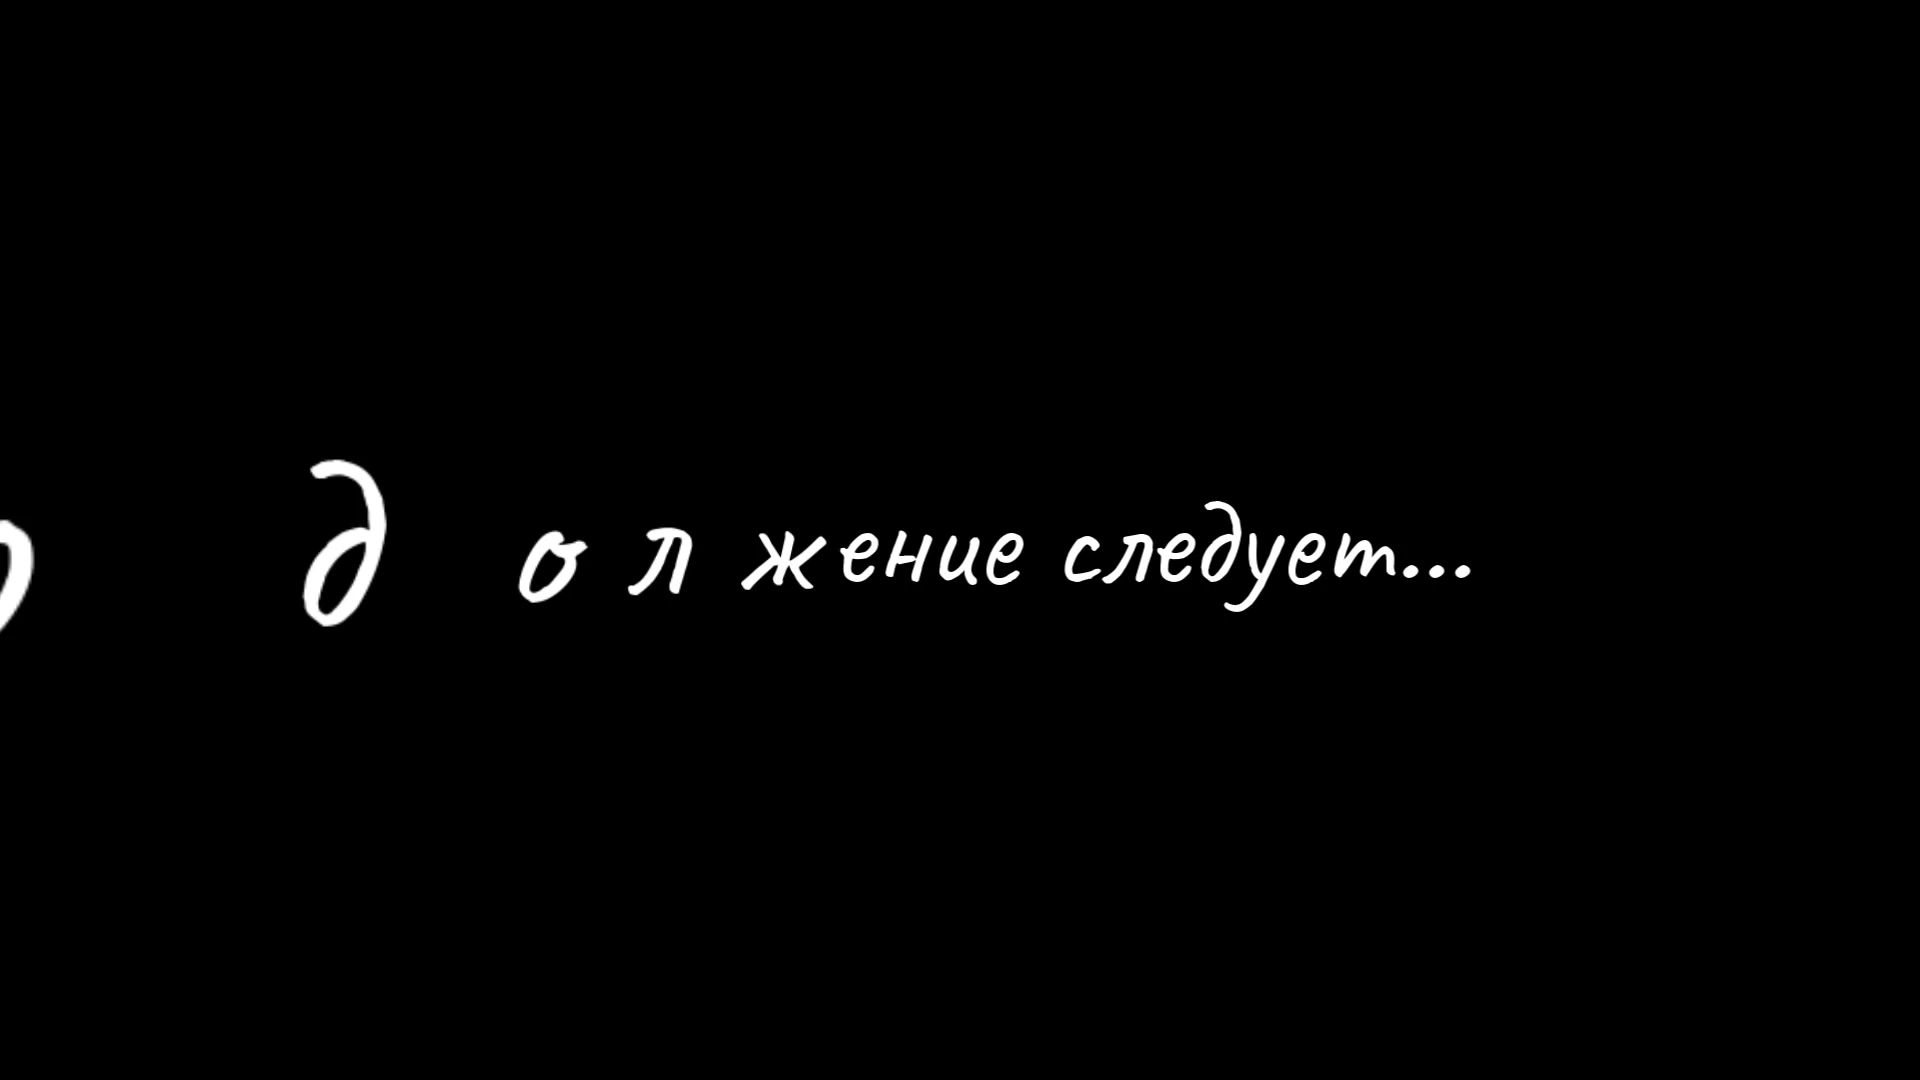 о д о л жение следует...